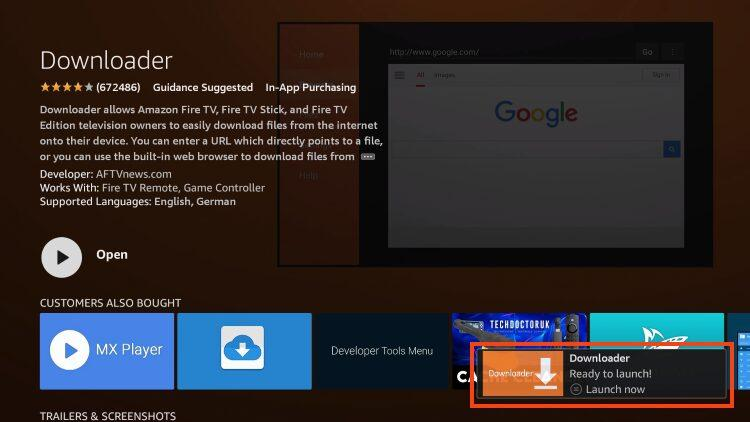 Downloader
(672486) Guidance Suggested In-App Purchasing
Downloader allows Amazon Fire TV, Fire TV Stick, and Fire TV
Edition television owners to easily download files from the internet
onto their device. You can enter a URL which directly points to a file,
or you can use the built-in web browser to download files from
Developer: AFTVnews.com
Works With: Fire TV Remote, Game Controller
Supported Languages: English, German
Home
http://www.google.com/
Go
All Images
Sign in
Google
Help
Open
CUSTOMERS ALSO BOUGHT
MX Player
Developer Tools Menu
TECHDOCTORUK
Downloader
Downloader
Ready to launch!
Launch now
TRAILERS & SCREENSHOTS